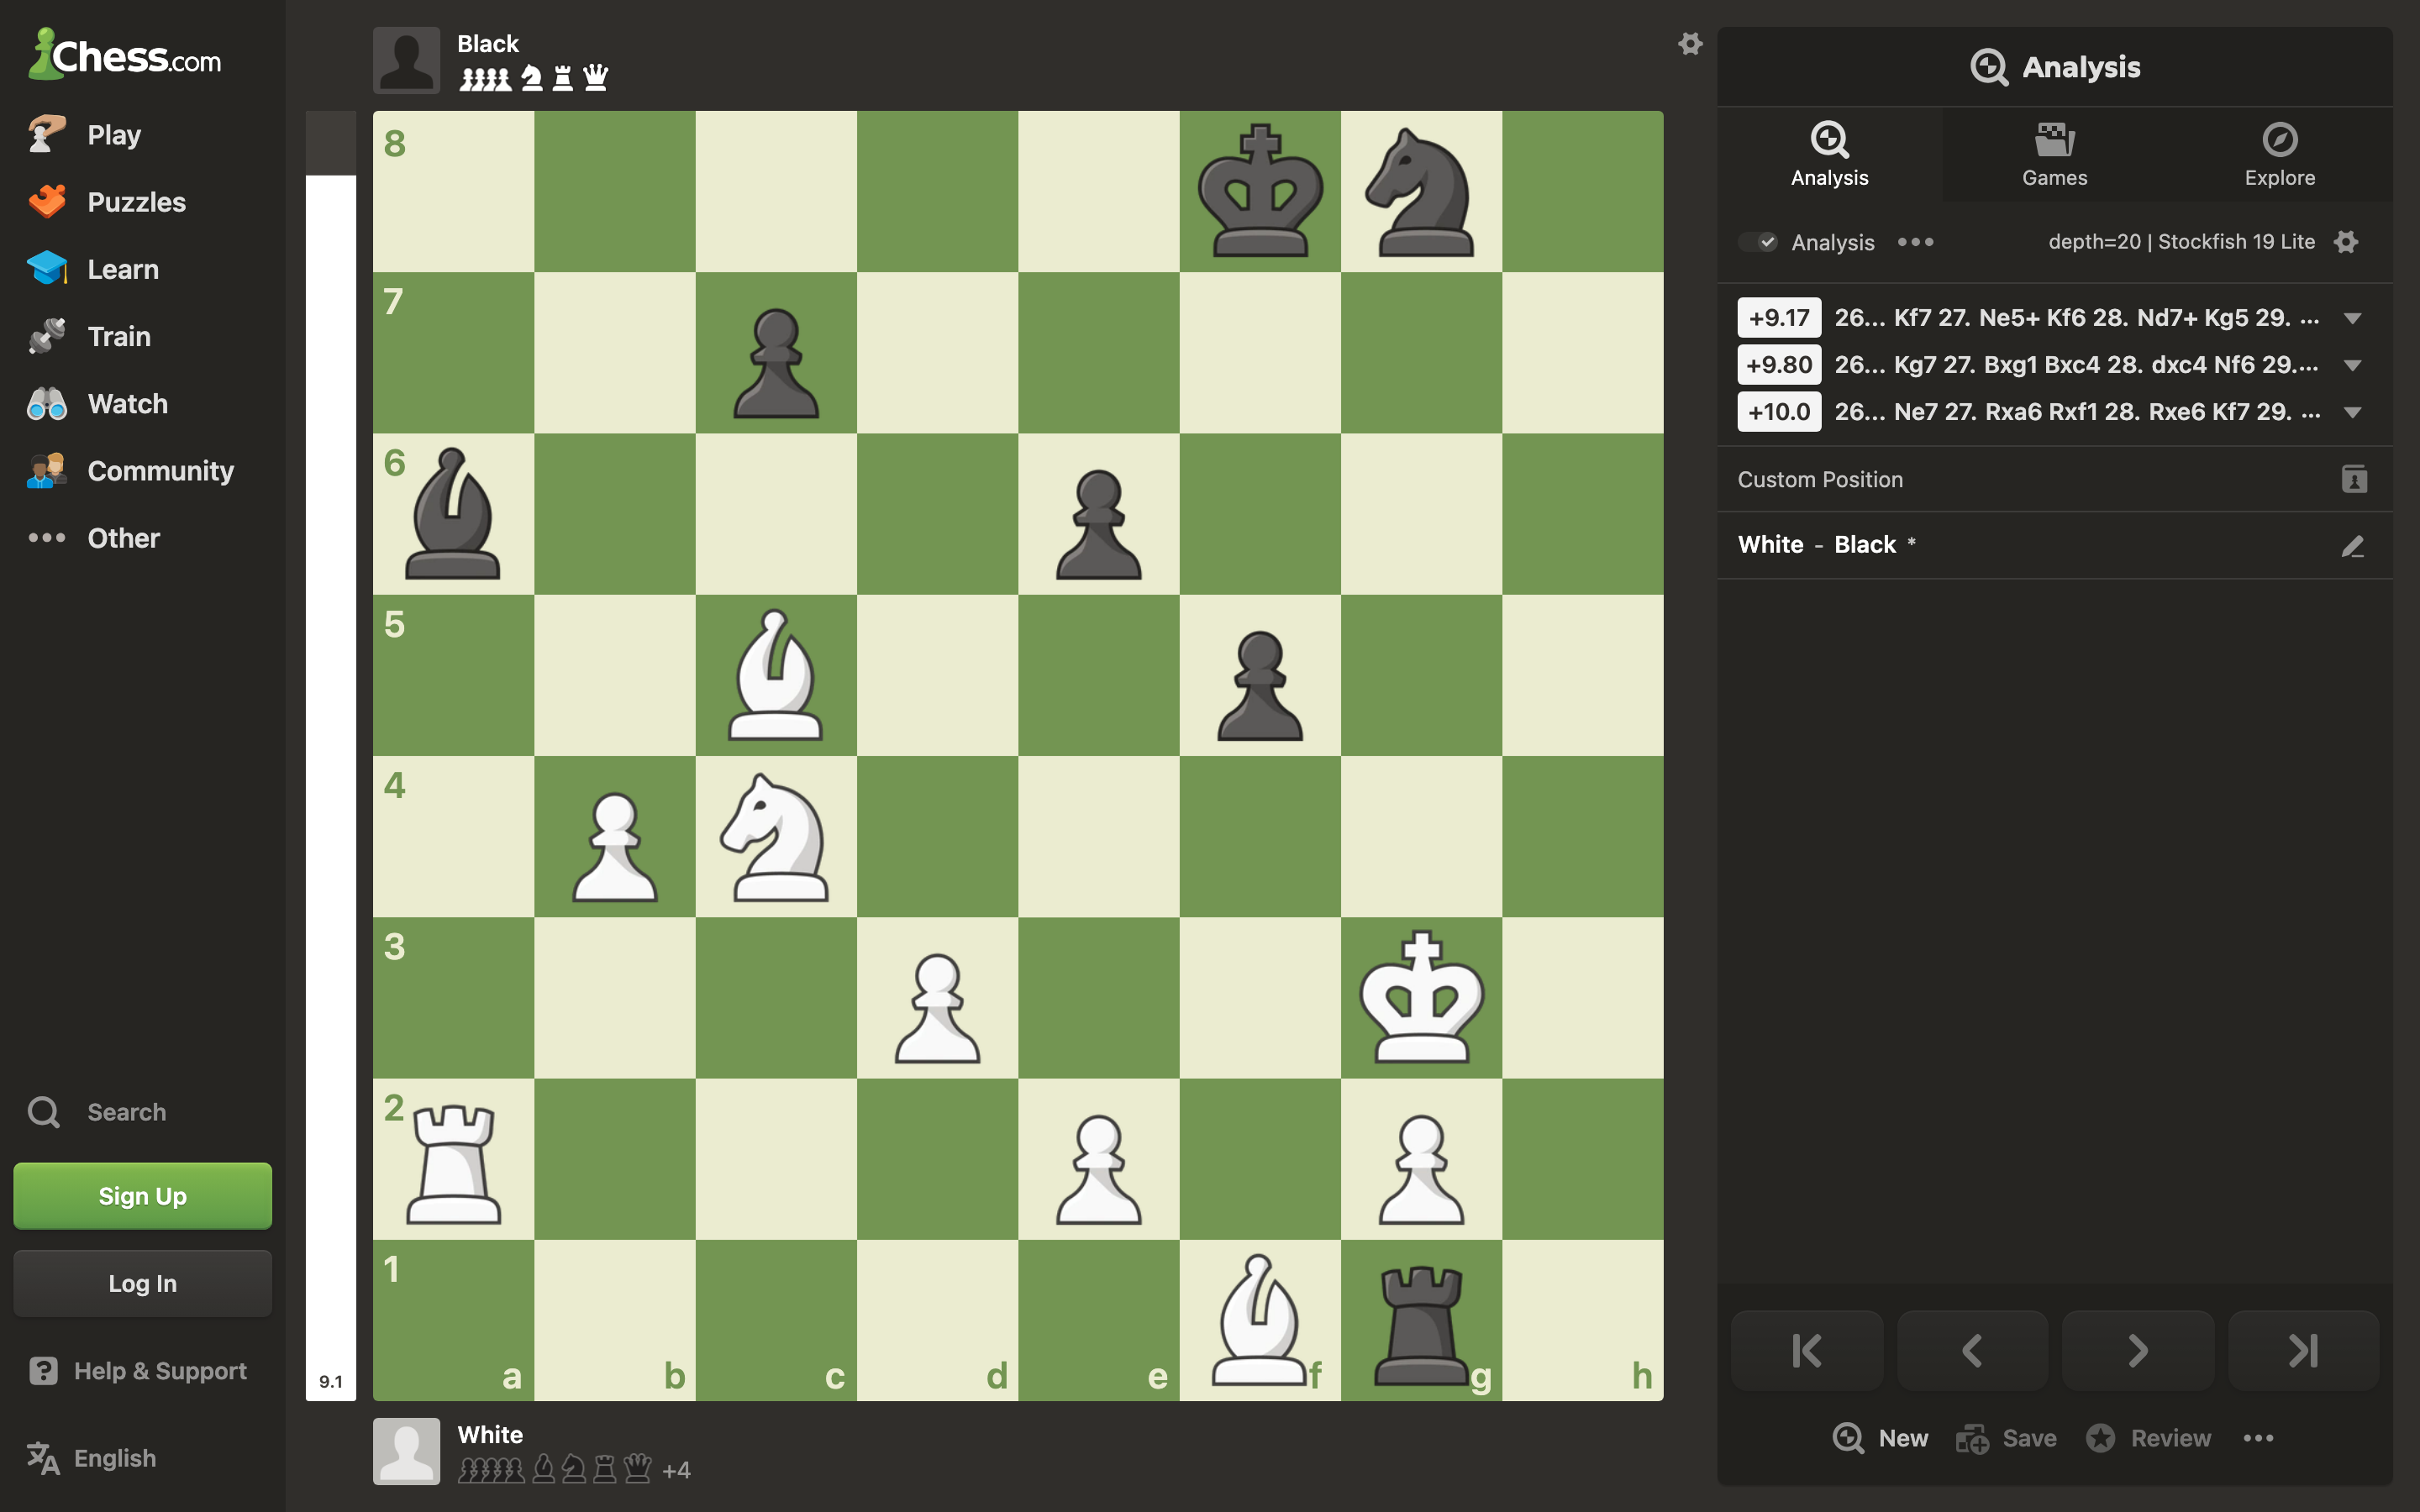 Chess.com
Play
Puzzles
Learn
Train
Watch
Community
Other
Search
Sign Up
Log In
Help & Support
English
Black
9.1
8
7
6
5
4
3
2
1
a b c d e f g h
White
+4
Analysis
Analysis Games Explore
Analysis depth=20 | Stockfish 19 Lite
+9.17 26... Kf7 27. Ne5+ Kf6 28. Nd7+ Kg5 29. ...
+9.80 26... Kg7 27. Bxg1 Bxc4 28. dxc4 Nf6 29....
+10.0 26... Ne7 27. Rxa6 Rxf1 28. Rxe6 Kf7 29. ...
Custom Position
White - Black *
New Save Review